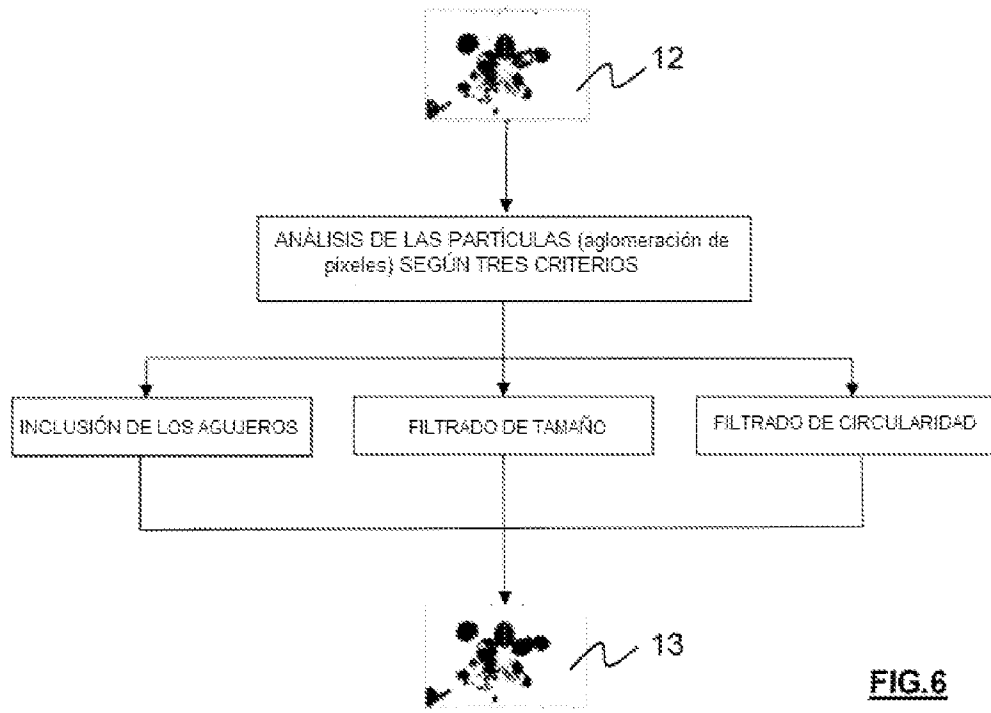 12
ANÁLISIS DE LAS PARTÍCULAS (aglomeración de
píxeles) SEGÚN TRES CRITERIOS
INCLUSIÓN DE LOS AGUJEROS
FILTRADO DE TAMAÑO
FILTRADO DE CIRCULARIDAD
13
FIG.6